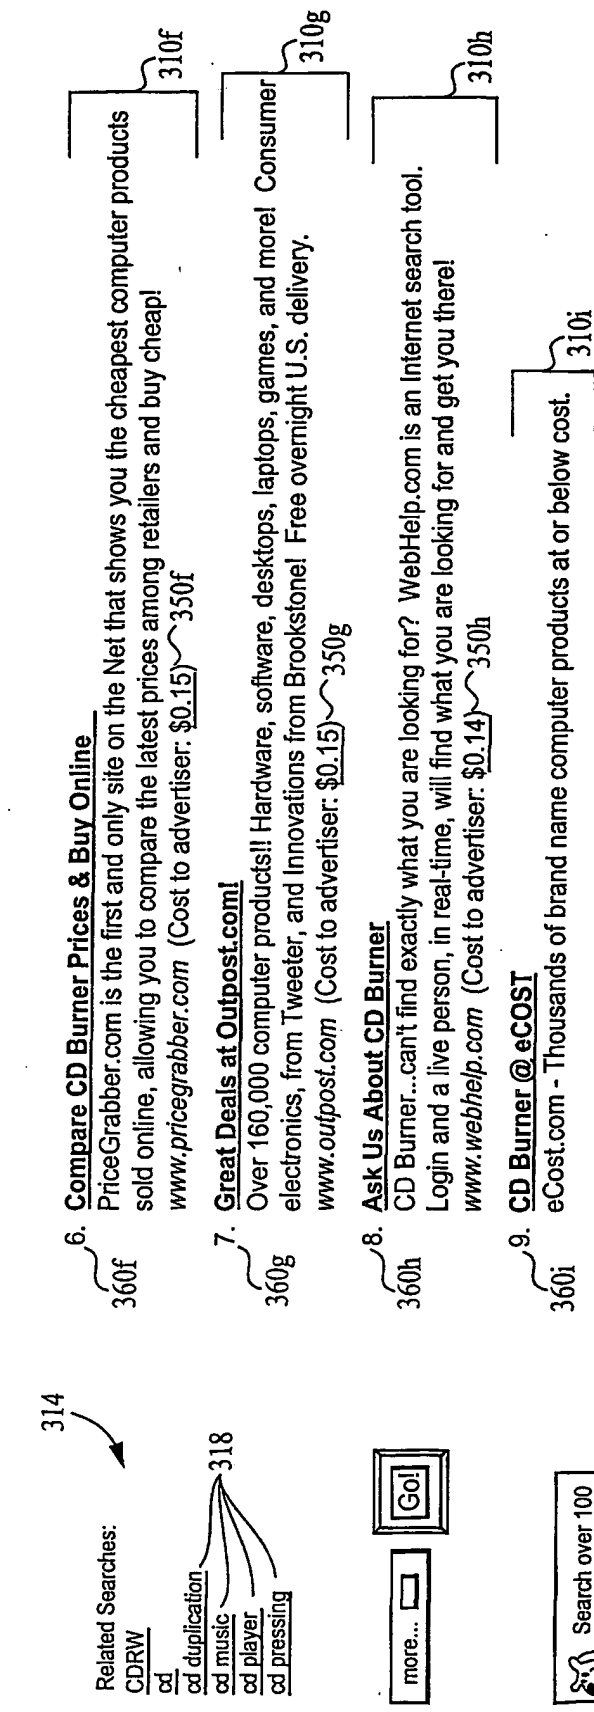 314
Related Searches:
CDRW
cd
cd duplication
cd music
cd player
cd pressing
318
more...
Go!
Search over 100
6. Compare CD Burner Prices & Buy Online
PriceGrabber.com is the first and only site on the Net that shows you the cheapest computer products
sold online, allowing you to compare the latest prices among retailers and buy cheap!
www.pricegrabber.com (Cost to advertiser: $0.15) 350f
360f
310f
7. Great Deals at Outpost.com!
Over 160,000 computer products!! Hardware, software, desktops, laptops, games, and more! Consumer
electronics, from Tweeter, and Innovations from Brookstone! Free overnight U.S. delivery.
www.outpost.com (Cost to advertiser: $0.15) 350g
360g
310g
8. Ask Us About CD Burner
CD Burner...can't find exactly what you are looking for? WebHelp.com is an Internet search tool.
Login and a live person, in real-time, will find what you are looking for and get you there!
www.webhelp.com (Cost to advertiser: $0.14) 350h
360h
310h
9. CD Burner @ eCOST
eCost.com - Thousands of brand name computer products at or below cost.
360i
310i